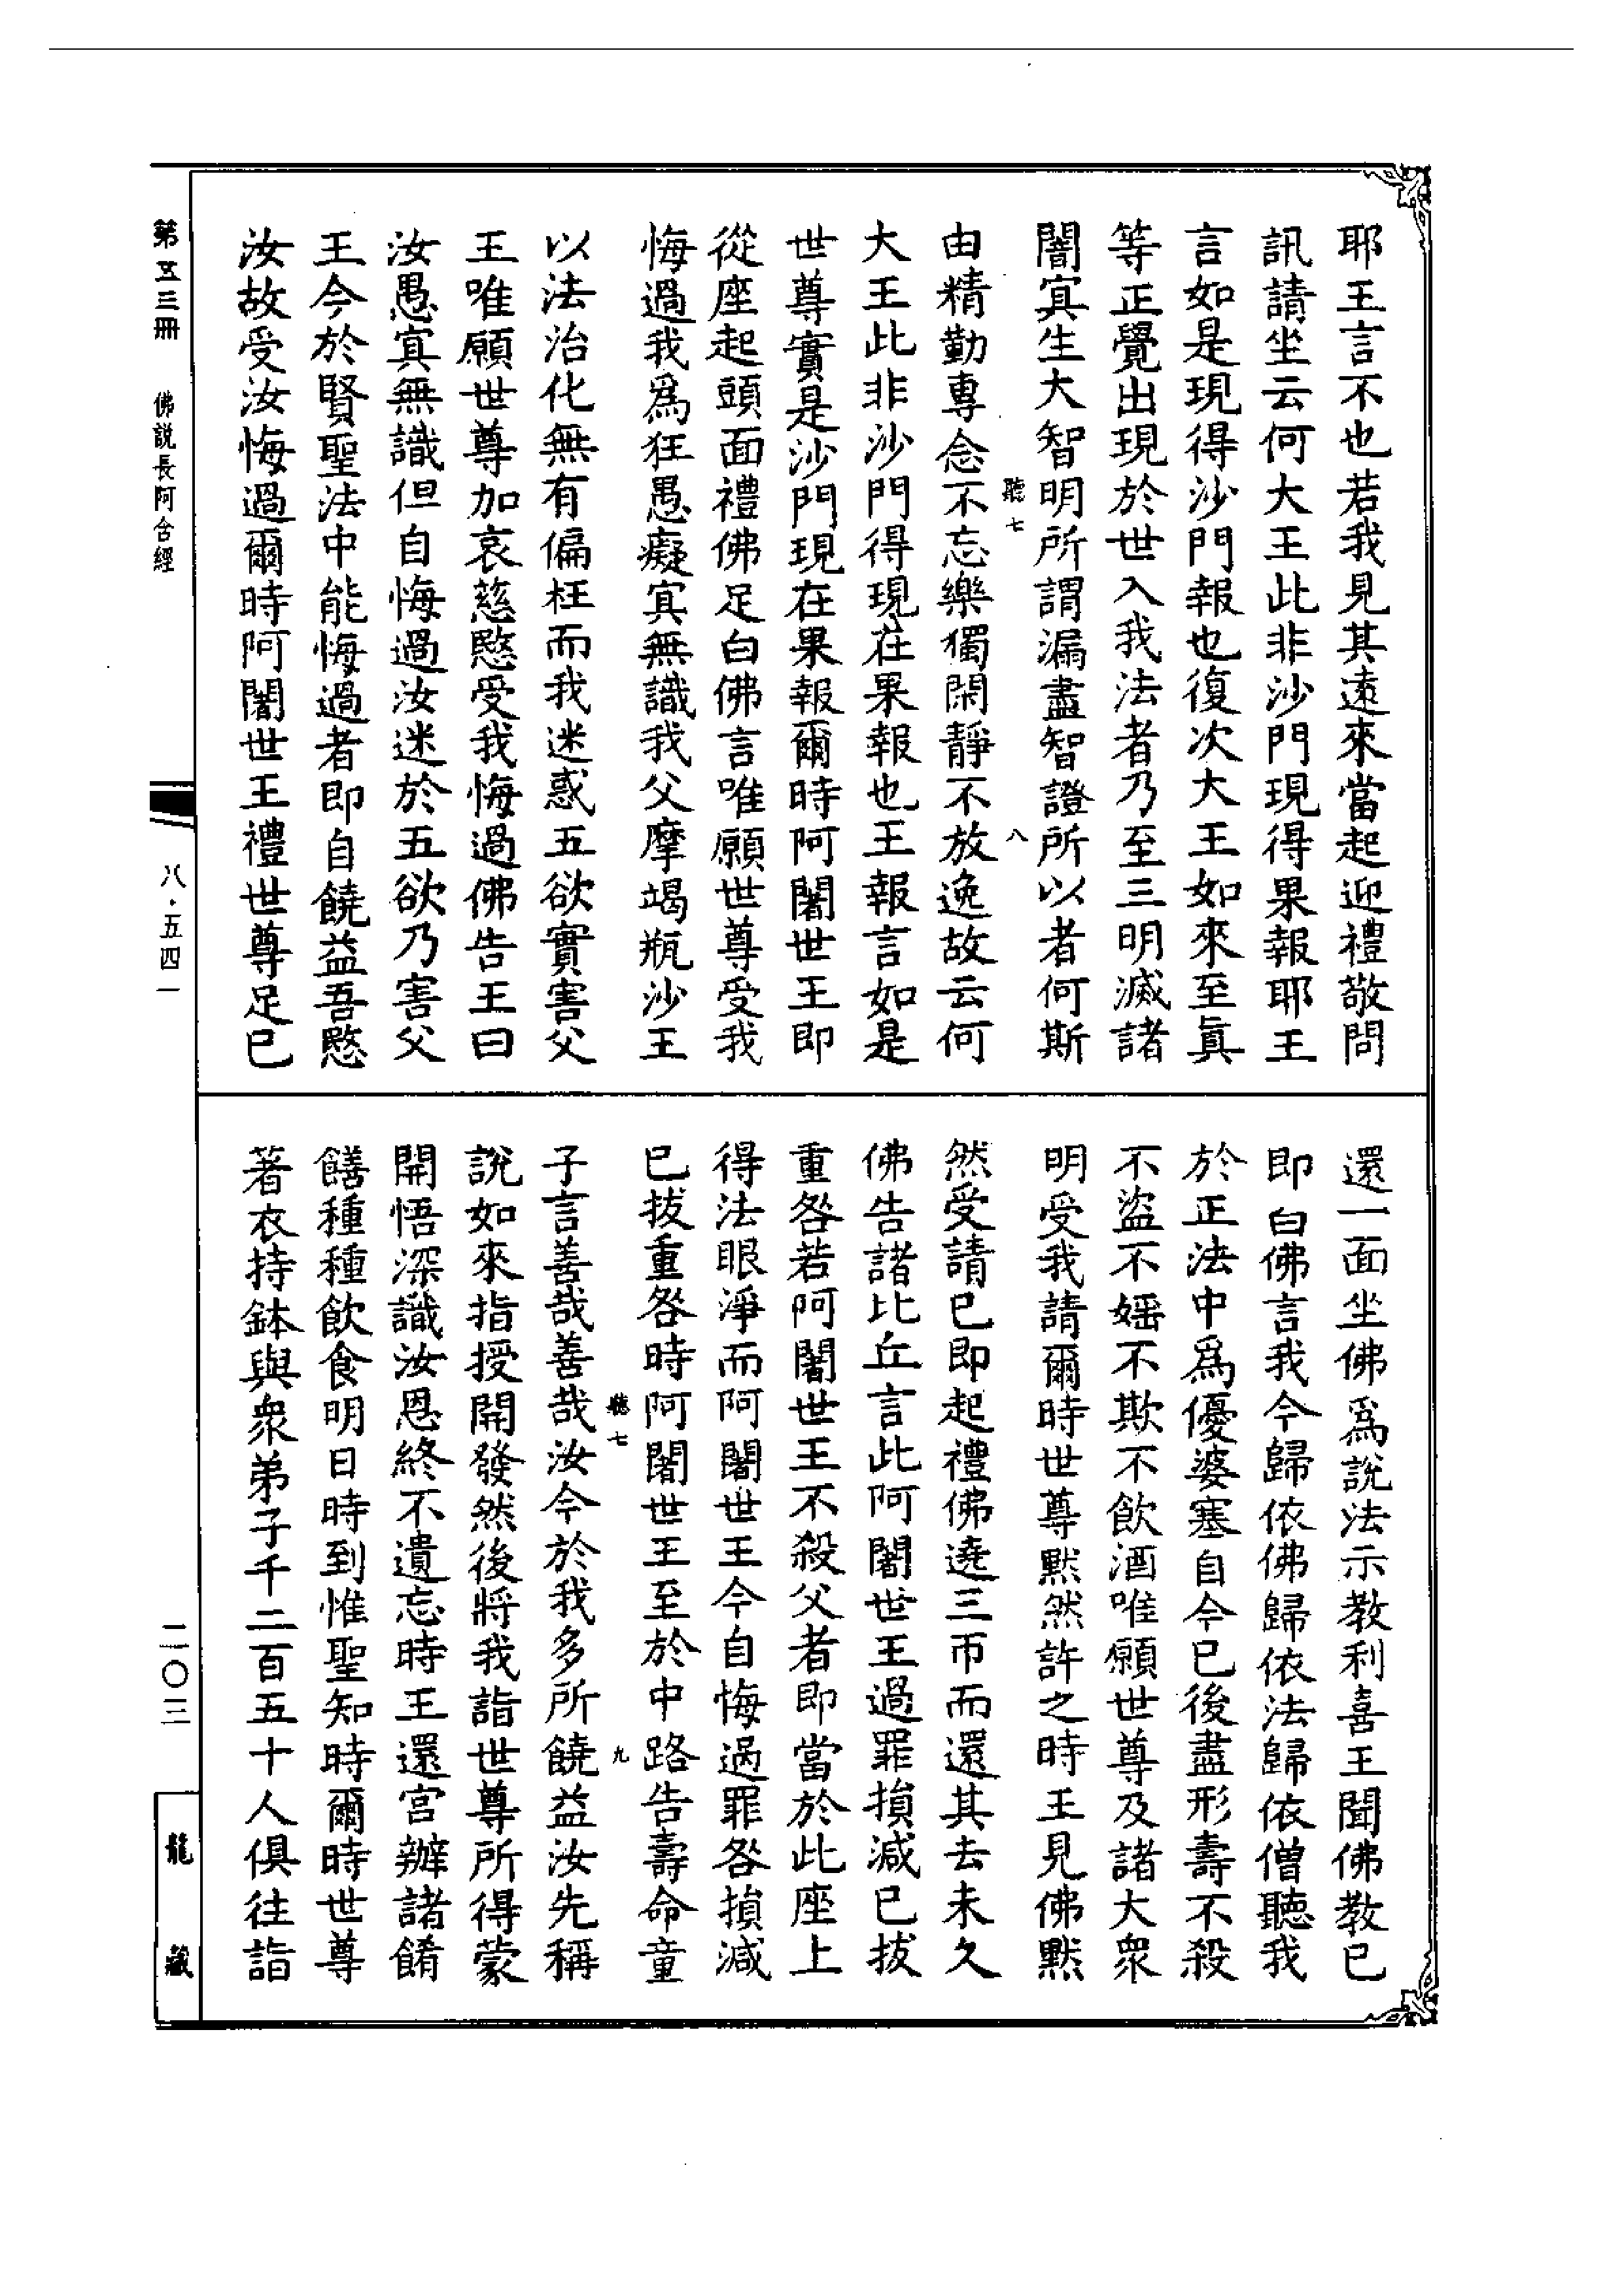 耶王言不也若我見其遠來當起迎禮敬問
訊請坐云何大王此非沙門現得果報耶王
言如是現得沙門報也復次大王如來至眞
等正覺出現於世入我法者乃至三明滅諸
闇冥生大智明所謂漏盡智證所以者何斯
聽七
八
由精勤專念不忘樂獨閑靜不放逸故云何
大王此非沙門得現在果報也王報言如是
世尊實是沙門現在果報爾時阿闍世王即
從座起頭面禮佛足白佛言唯願世尊受我
悔過我爲狂愚癡冥無識我父摩竭瓶沙王
以法治化無有偏枉而我迷惑五欲實害父
王唯願世尊加哀慈愍受我悔過佛告王曰
汝愚冥無識但自悔過汝迷於五欲乃害父
王今於賢聖法中能悔過者即自饒益吾愍
汝故受汝悔過爾時阿闍世王禮世尊足已
還一面坐佛爲說法示教利喜王聞佛教已
即白佛言我今歸依佛歸依法歸依僧聽我
於正法中爲優婆塞自今已後盡形壽不殺
不盜不婬不欺不飲酒唯願世尊及諸大衆
明受我請爾時世尊默然許之時王見佛默
然受請已即起禮佛遶三帀而還其去未久
佛告諸比丘言此阿闍世王過罪損減已拔
重咎若阿闍世王不殺父者即當於此座上
得法眼淨而阿闍世王今自悔過罪咎損減
已拔重咎時阿闍世王至於中路告壽命童
聽七
九
子言善哉善哉汝今於我多所饒益汝先稱
說如來指授開發然後將我詣世尊所得蒙
開悟深識汝恩終不遺忘時王還宮辦諸餚
饍種種飲食明日時到惟聖知時爾時世尊
著衣持鉢與衆弟子千二百五十人俱往詣
第五三冊
佛説長阿含經
八·五四一
二〇三
龍藏